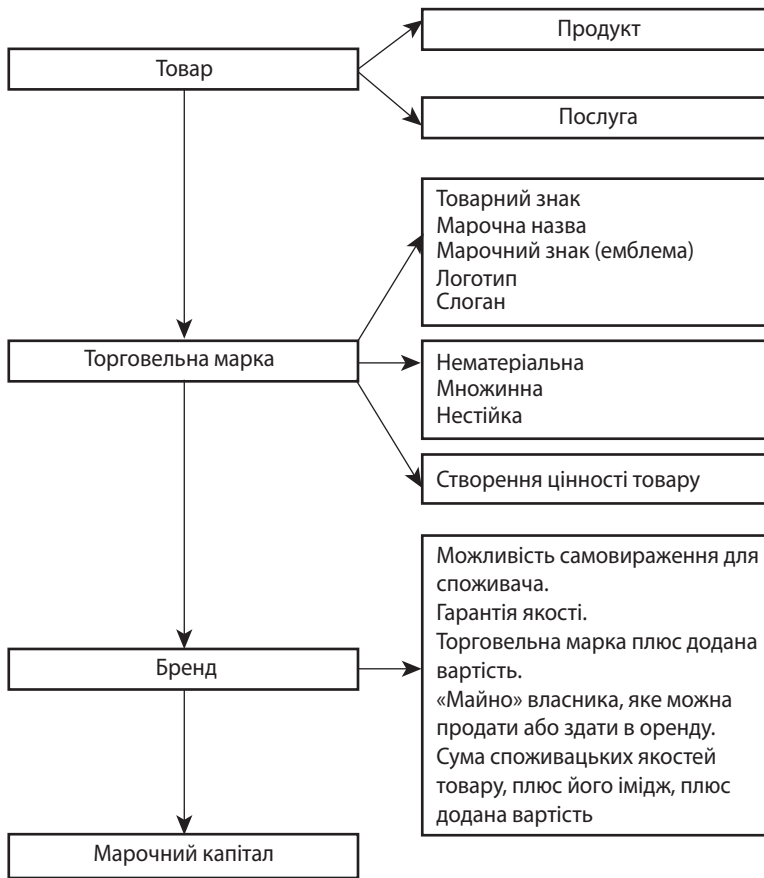 Товар
Продукт
Послуга
Торговельна марка
Товарний знак
Марочна назва
Марочний знак (емблема)
Логотип
Слоган
Нематеріальна
Множинна
Нестійка
Створення цінності товару
Бренд
Можливість самовираження для
споживача.
Гарантія якості.
Торговельна марка плюс додана
вартість.
«Майно» власника, яке можна
продати або здати в оренду.
Сума споживацьких якостей
товару, плюс його імідж, плюс
додана вартість
Марочний капітал